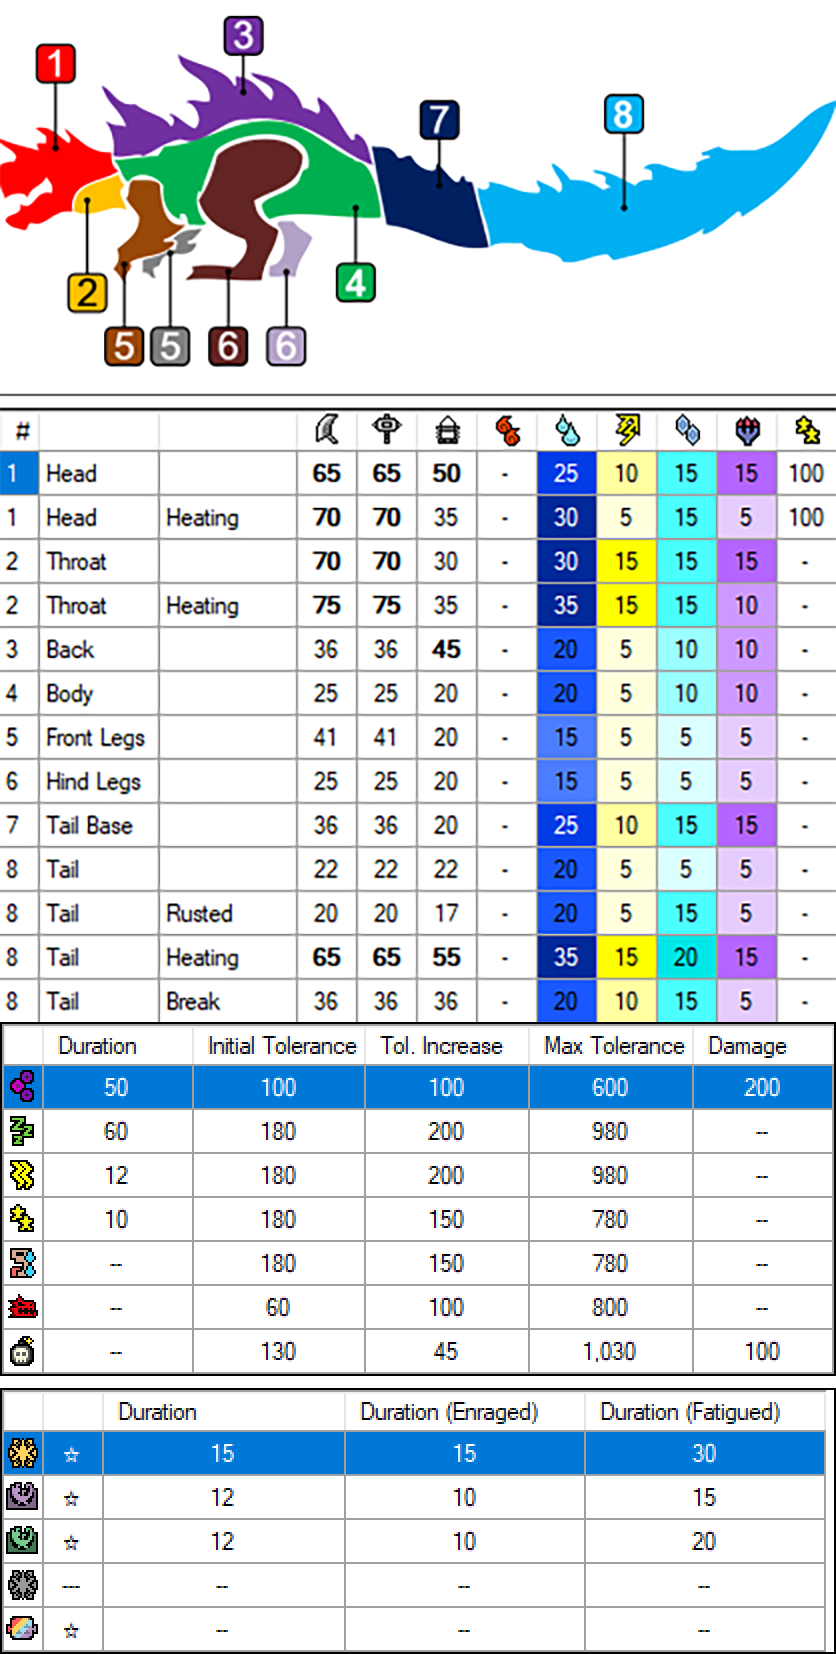 3
1
7
8
2
4
5 5 6 6
#
1 Head 65 65 50 - 25 10 15 15 100
1 Head Heating 70 70 35 - 30 5 15 5 100
2 Throat 70 70 30 - 30 15 15 15 -
2 Throat Heating 75 75 35 - 35 15 15 10 -
3 Back 36 36 45 - 20 5 10 10 -
4 Body 25 25 20 - 20 5 10 10 -
5 Front Legs 41 41 20 - 15 5 5 5 -
6 Hind Legs 25 25 20 - 15 5 5 5 -
7 Tail Base 36 36 20 - 25 10 15 15 -
8 Tail 22 22 22 - 20 5 5 5 -
8 Tail Rusted 20 20 17 - 20 5 15 5 -
8 Tail Heating 65 65 55 - 35 15 20 15 -
8 Tail Break 36 36 36 - 20 10 15 5 -
Duration Initial Tolerance Tol. Increase Max Tolerance Damage
50 100 100 600 200
60 180 200 980 --
12 180 200 980 --
10 180 150 780 --
-- 180 150 780 --
-- 60 100 800 --
-- 130 45 1,030 100
Duration Duration (Enraged) Duration (Fatigued)
☆ 15 15 30
☆ 12 10 15
☆ 12 10 20
--- -- -- --
☆ -- -- --